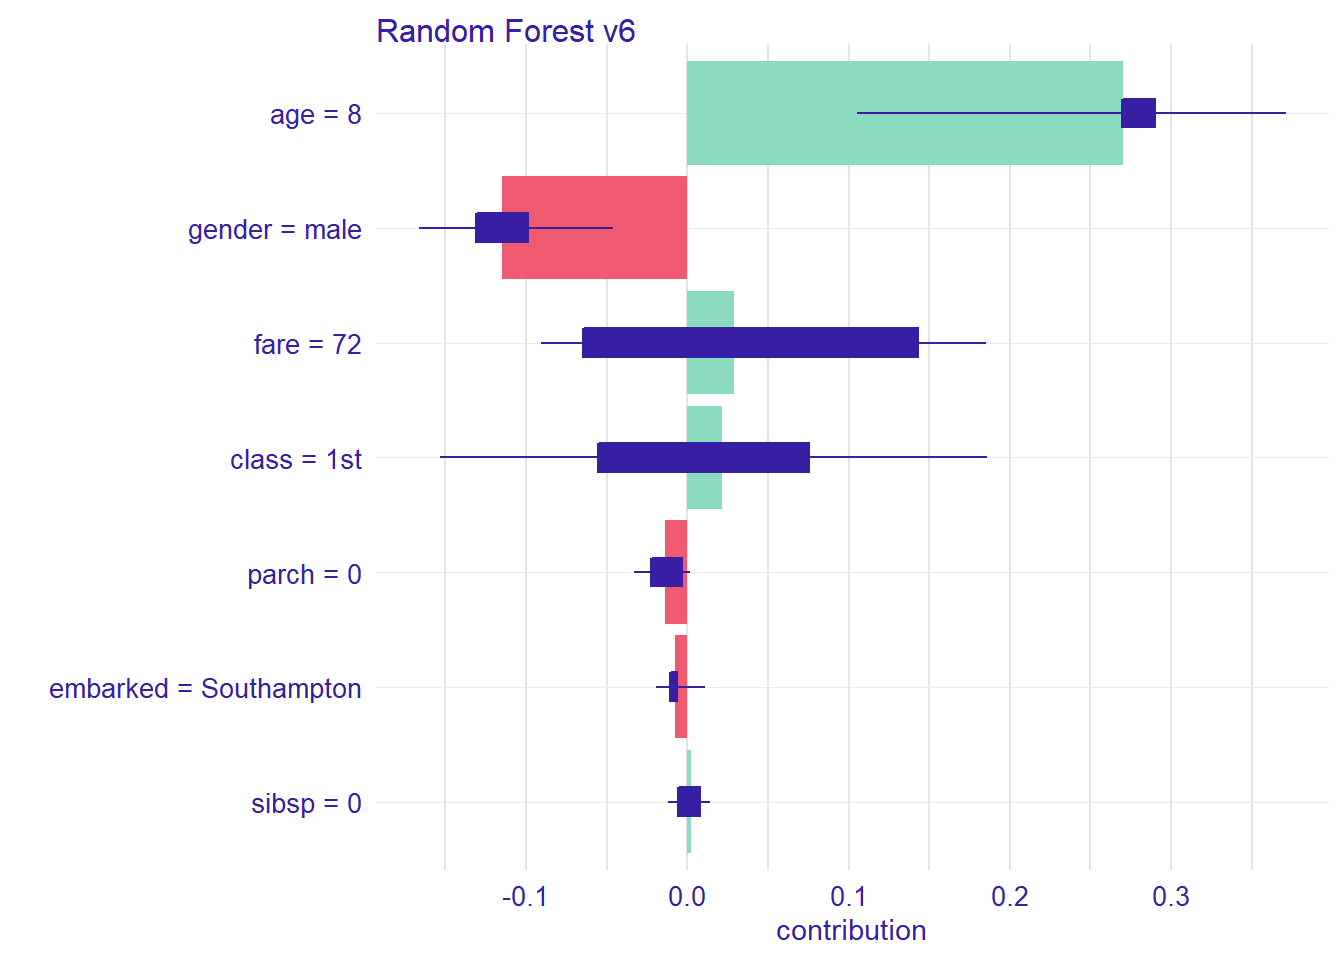 Random Forest v6
age = 8
gender = male
fare = 72
class = 1st
parch = 0
embarked = Southampton
sibsp = 0
-0.1 0.0 0.1 0.2 0.3
contribution